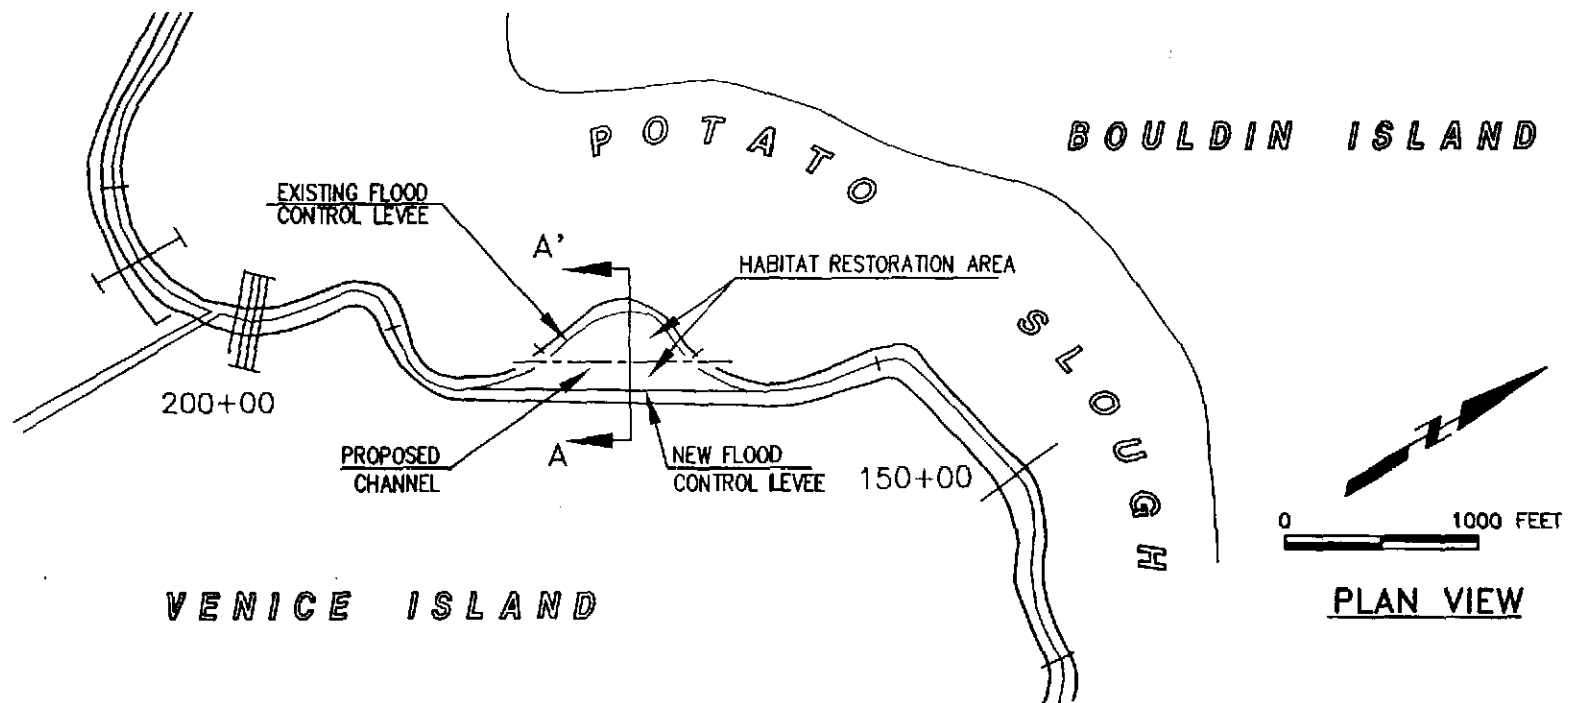 POTATO SLOUGH
BOULDIN ISLAND
EXISTING FLOOD
CONTROL LEVEE
A'
HABITAT RESTORATION AREA
200+00
PROPOSED
CHANNEL
A
NEW FLOOD
CONTROL LEVEE
150+00
N
0 1000 FEET
VENICE ISLAND
PLAN VIEW